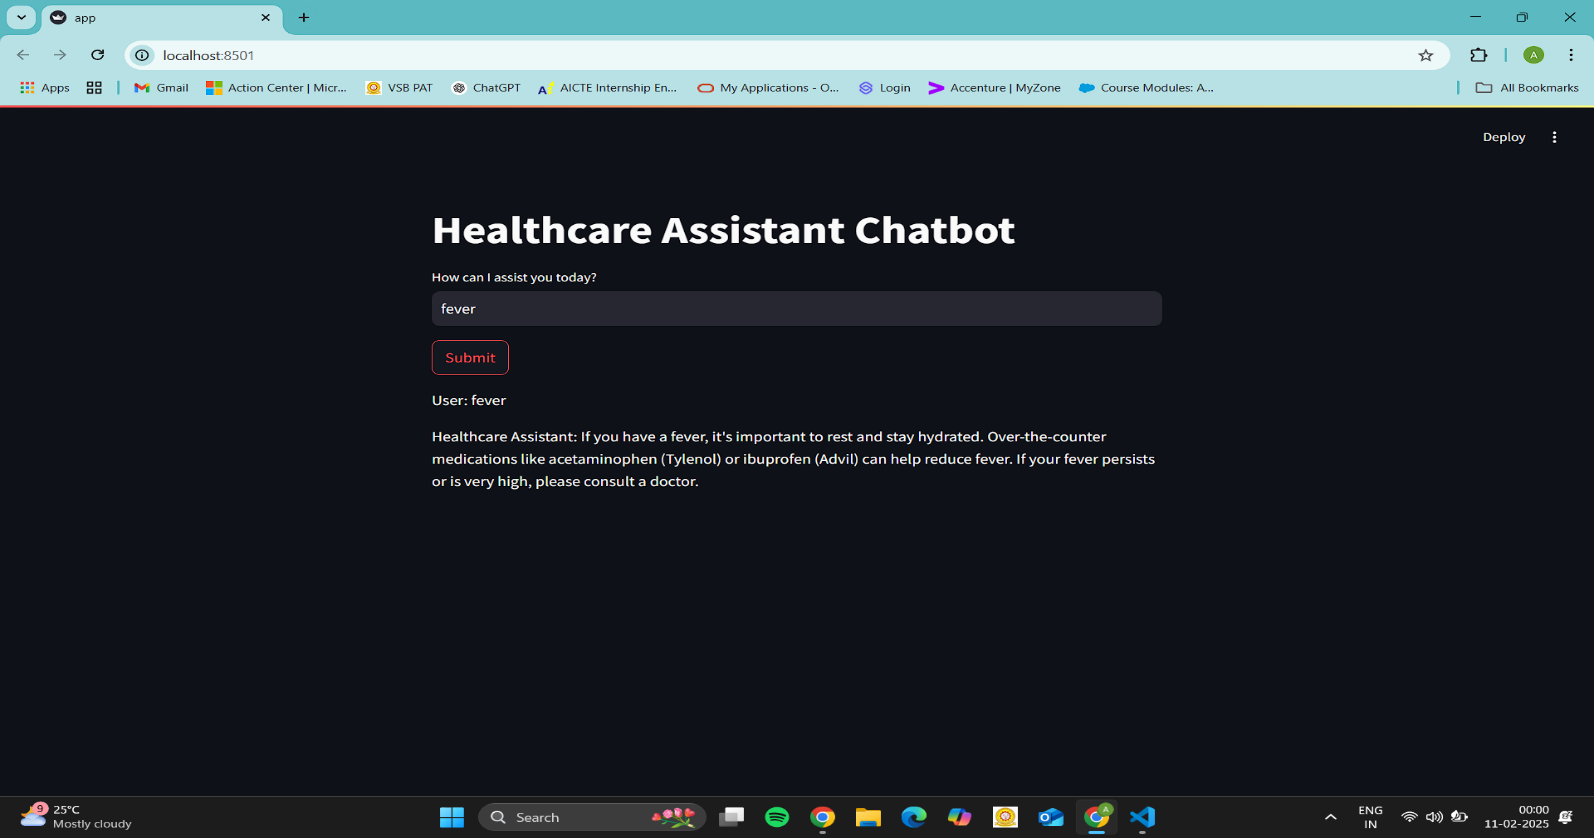 app
localhost:8501
A
Apps
Gmail
Action Center | Micr...
VSB PAT
ChatGPT
AICTE Internship En...
My Applications - O...
Login
Accenture | MyZone
Course Modules: A...
All Bookmarks
Deploy
Healthcare Assistant Chatbot
How can I assist you today?
fever
Submit
User: fever
Healthcare Assistant: If you have a fever, it's important to rest and stay hydrated. Over-the-counter
medications like acetaminophen (Tylenol) or ibuprofen (Advil) can help reduce fever. If your fever persists
or is very high, please consult a doctor.
9
25°C
Mostly cloudy
Search
A
ENG
IN
00:00
11-02-2025